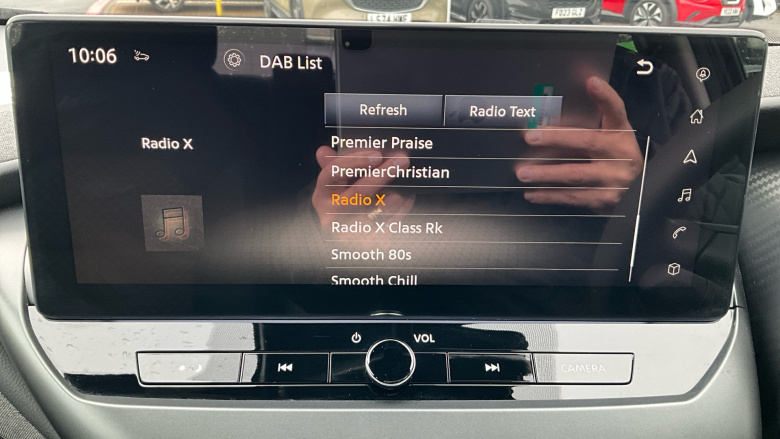 10:06
DAB List
Refresh
Radio Text
Radio X
Premier Praise
PremierChristian
Radio X
Radio X Class Rk
Smooth 80s
Smooth Chill
VOL
CAMERA